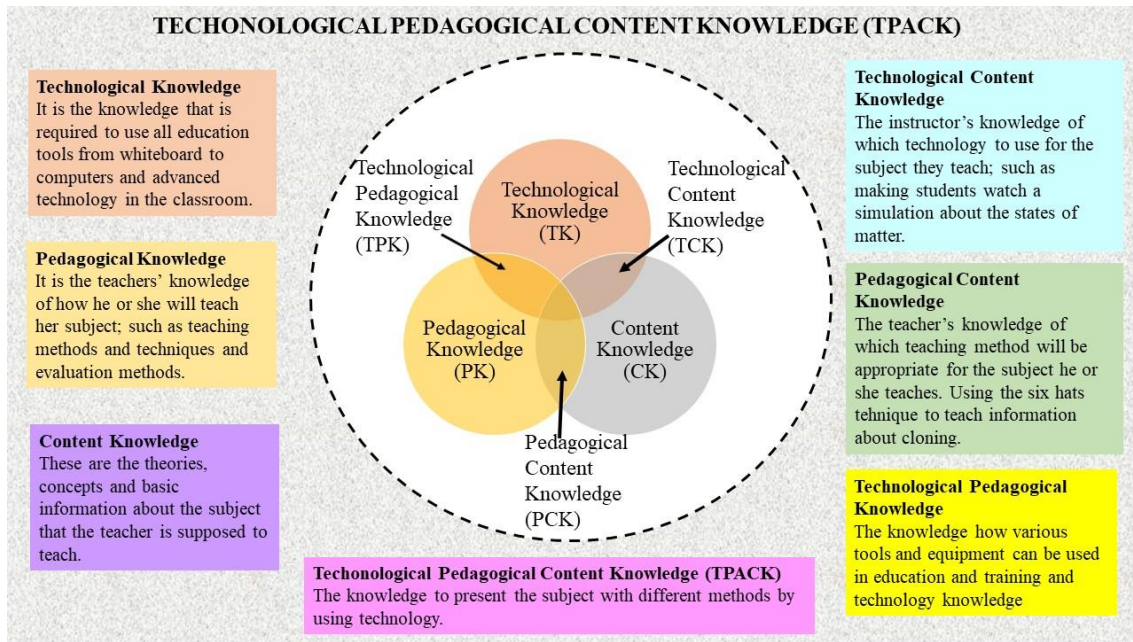 TECHONOLOGICAL PEDAGOGICAL CONTENT KNOWLEDGE (TPACK)
Technological Knowledge
It is the knowledge that is
required to use all education
tools from whiteboard to
computers and advanced
technology in the classroom.
Pedagogical Knowledge
It is the teachers’ knowledge
of how he or she will teach
her subject; such as teaching
methods and techniques and
evaluation methods.
Content Knowledge
These are the theories,
concepts and basic
information about the subject
that the teacher is supposed to
teach.
Technological
Pedagogical
Knowledge
(TPK)
Technological
Knowledge
(TK)
Technological
Content
Knowledge
(TCK)
Pedagogical
Knowledge
(PK)
Content
Knowledge
(CK)
Pedagogical
Content
Knowledge
(PCK)
Techonological Pedagogical Content Knowledge (TPACK)
The knowledge to present the subject with different methods by
using technology.
Technological Content
Knowledge
The instructor’s knowledge of
which technology to use for the
subject they teach; such as
making students watch a
simulation about the states of
matter.
Pedagogical Content
Knowledge
The teacher’s knowledge of
which teaching method will be
appropriate for the subject he or
she teaches. Using the six hats
tehnique to teach information
about cloning.
Technological Pedagogical
Knowledge
The knowledge how various
tools and equipment can be used
in education and training and
technology knowledge